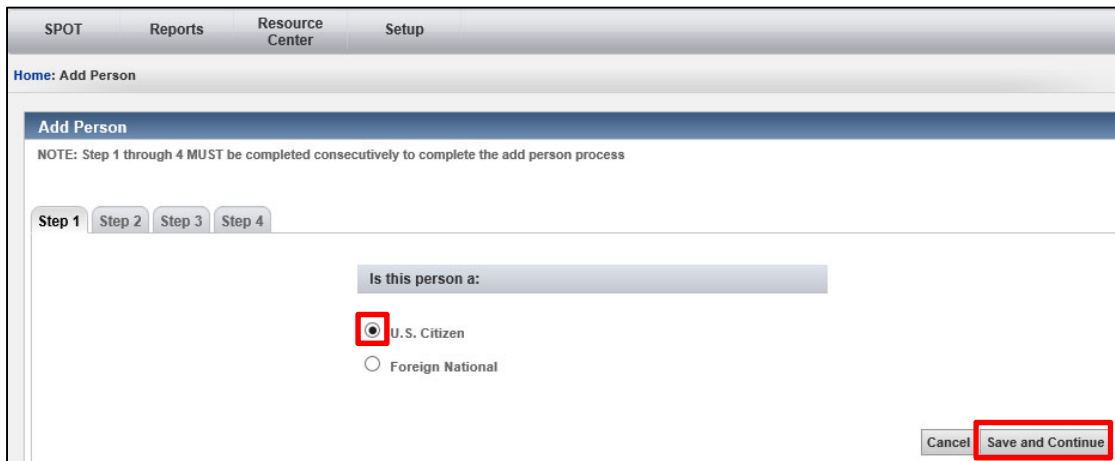 SPOT Reports Resource Center Setup
Home: Add Person
Add Person
NOTE: Step 1 through 4 MUST be completed consecutively to complete the add person process
Step 1 Step 2 Step 3 Step 4
Is this person a:
U.S. Citizen
Foreign National
Cancel Save and Continue